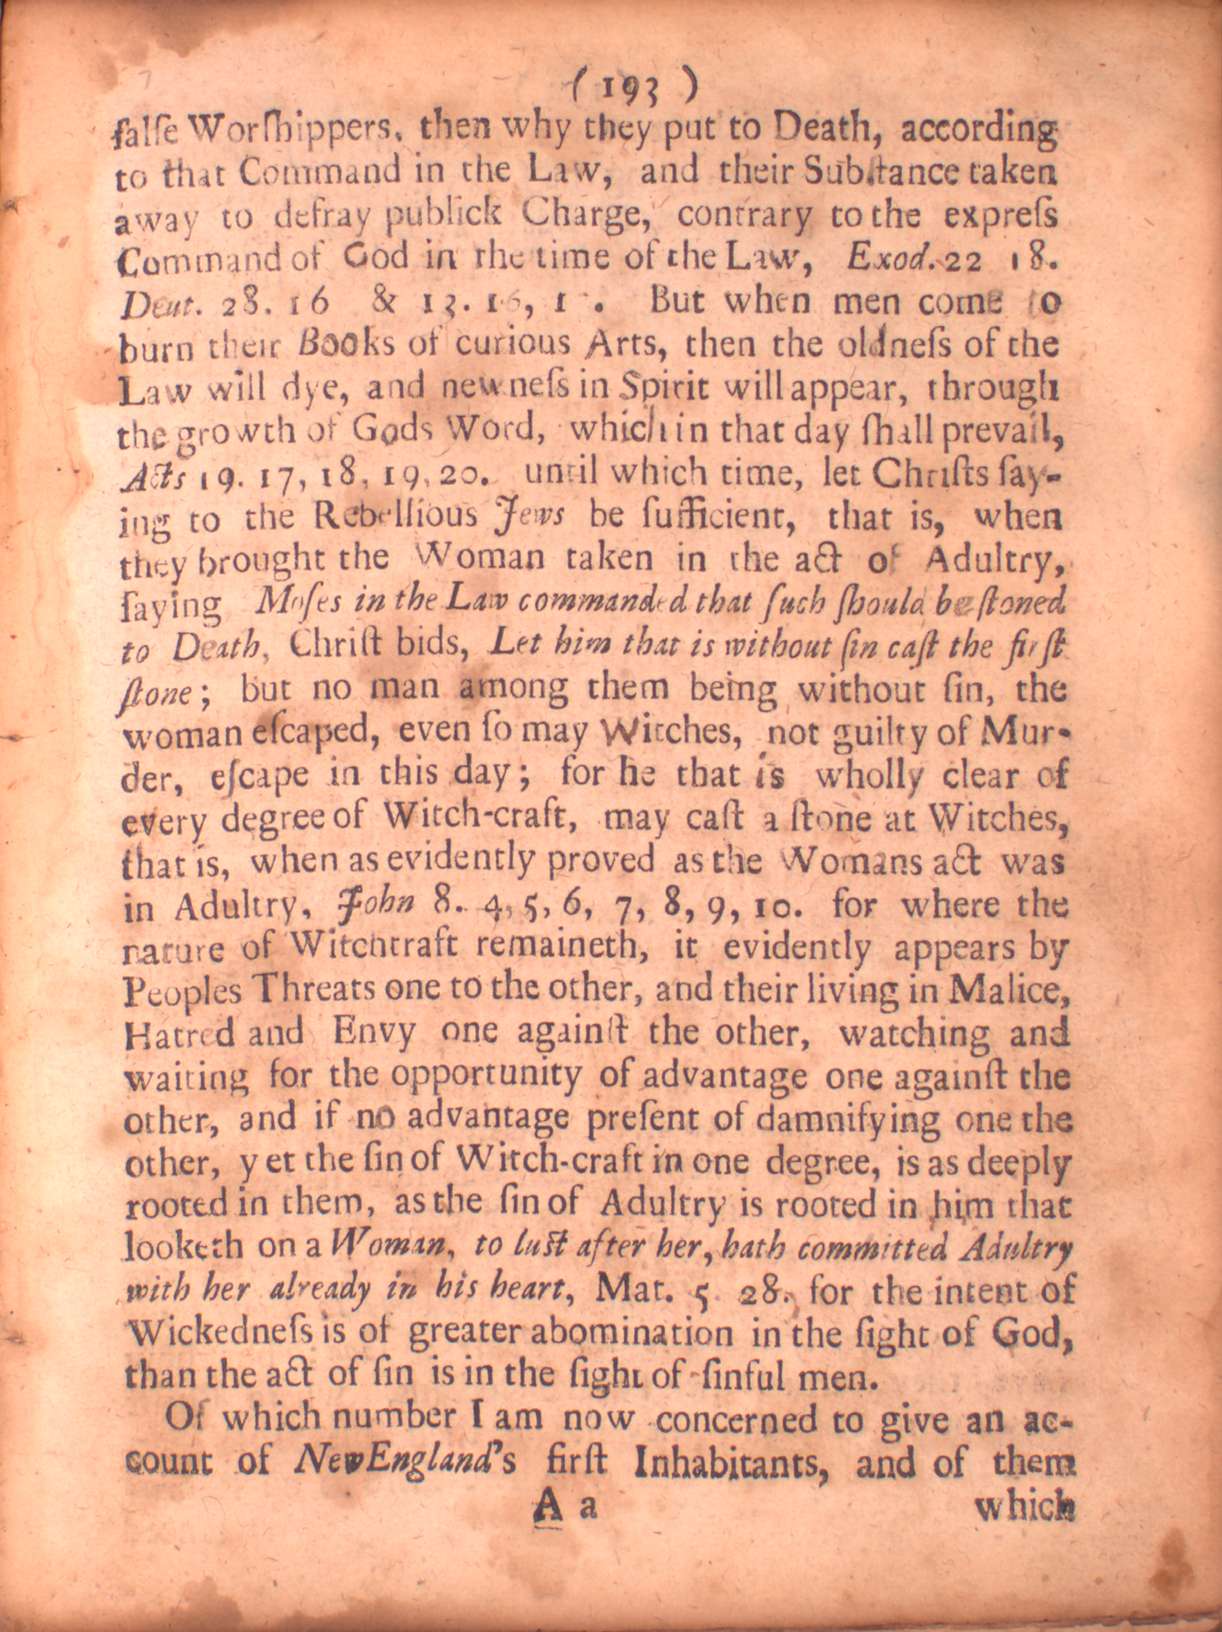 ( 193 )
falſe Worſhippers, then why they put to Death, according
to that Command in the Law, and their Subſtance taken
away to defray publick Charge, contrary to the expreſs
Command of God in the time of the Law, Exod. 22 18.
Deut. 28. 16 & 13. 16, But when men come to
burn their Books of curious Arts, then the oldneſs of the
Law will dye, and newneſs in Spirit will appear, through
the growth of Gods Word, which in that day ſhall prevail,
Acts 19. 17, 18, 19, 20. until which time, let Chriſts ſay-
ing to the Rebellious Jews be ſufficient, that is, when
they brought the Woman taken in the act of Adultry,
ſaying Moſes in the Law commanded that ſuch ſhould be ſtoned
to Death, Chriſt bids, Let him that is without ſin caſt the firſt
ſtone; but no man among them being without ſin, the
woman eſcaped, even ſo may Witches, not guilty of Mur-
der, eſcape in this day; for he that is wholly clear of
every degree of Witch-craft, may caſt a ſtone at Witches,
that is, when as evidently proved as the Womans act was
in Adultry, John 8. 4, 5, 6, 7, 8, 9, 10. for where the
nature of Witchcraft remaineth, it evidently appears by
Peoples Threats one to the other, and their living in Malice,
Hatred and Envy one againſt the other, watching and
waiting for the opportunity of advantage one againſt the
other, and if no advantage preſent of damnifying one the
other, yet the ſin of Witch-craft in one degree, is as deeply
rooted in them, as the ſin of Adultry is rooted in him that
looketh on a Woman, to luſt after her, hath committed Adultry
with her already in his heart, Mat. 5. 28. for the intent of
Wickedneſs is of greater abomination in the ſight of God,
than the act of ſin is in the ſight of ſinful men.
Of which number I am now concerned to give an ac-
count of New England's firſt Inhabitants, and of them
A a which